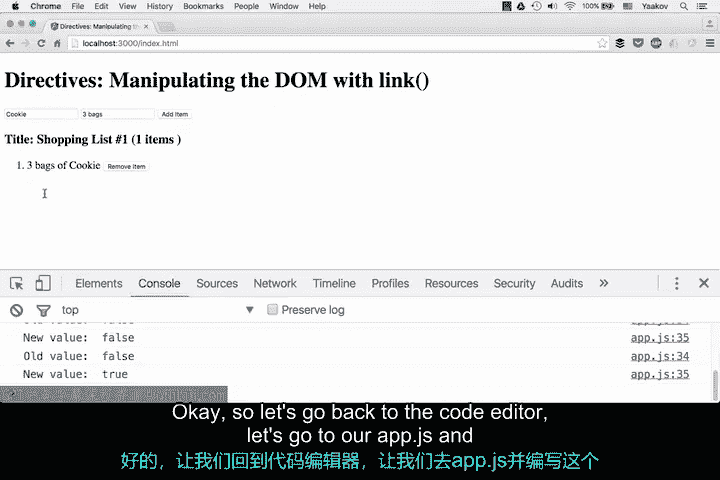 Chrome File Edit View History Bookmarks People Window Help
100% Yaakov
Directives: Manipulating the
localhost:3000/index.html
Directives: Manipulating the DOM with link()
Cookie 3 bags Add Item
Title: Shopping List #1 (1 items )
1. 3 bags of Cookie Remove Item
Elements Console Sources Network Timeline Profiles Resources Security Audits
top Preserve log
Old value: false
New value: false app.js:35
Old value: false app.js:34
New value: true app.js:35
Okay, so let's go back to the code editor,
let's go to our app.js and
好的，让我们回到代码编辑器，让我们去app.js并编写这个